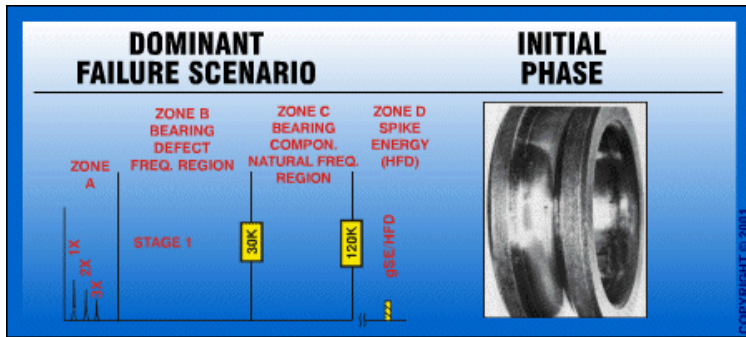 DOMINANT
FAILURE SCENARIO
INITIAL
PHASE
ZONE
A
ZONE B
BEARING
DEFECT
FREQ. REGION
ZONE C
BEARING
COMPON.
NATURAL FREQ.
REGION
ZONE D
SPIKE
ENERGY
(HFD)
1X
2X
3X
STAGE 1
30K
120K
gSE/HFD
COPYRIGHT © 2001